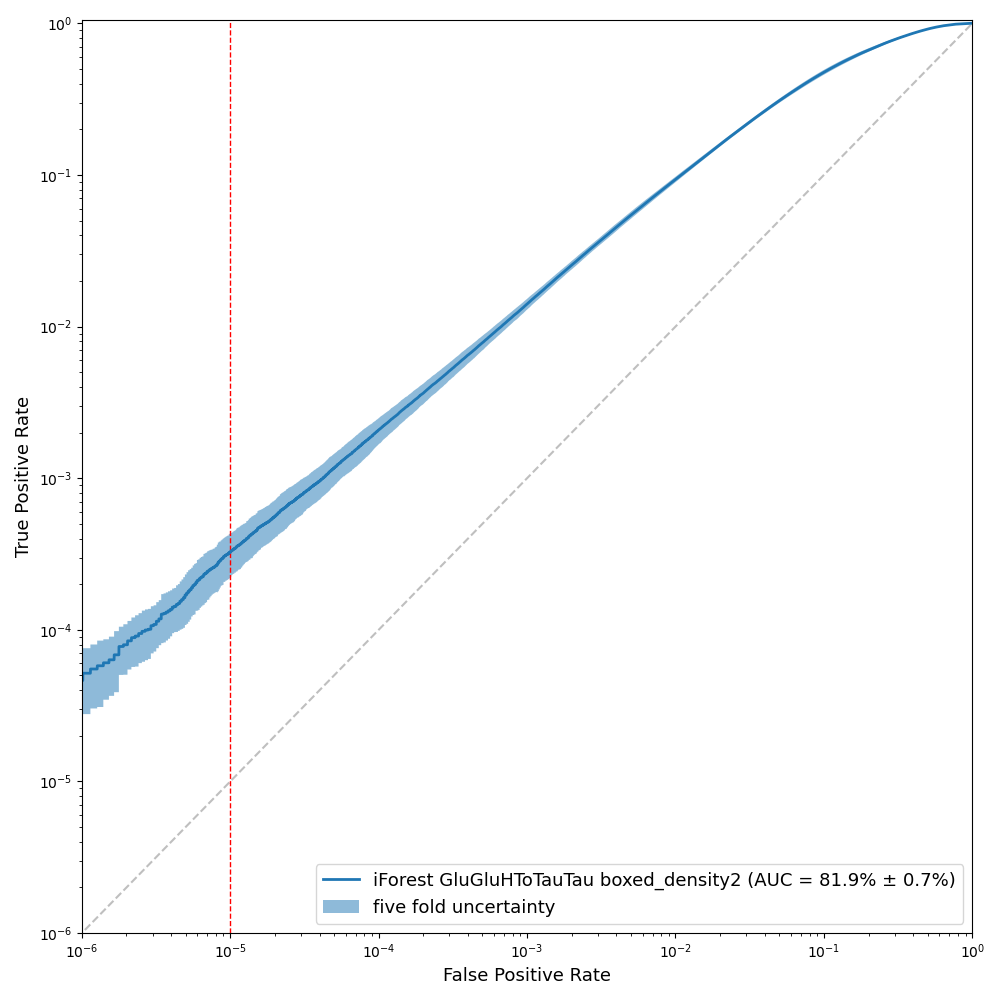 10⁰
10⁻¹
10⁻²
10⁻³
10⁻⁴
10⁻⁵
10⁻⁶
True Positive Rate
iForest GluGluHToTauTau boxed_density2 (AUC = 81.9% ± 0.7%)
five fold uncertainty
10⁻⁶ 10⁻⁵ 10⁻⁴ 10⁻³ 10⁻² 10⁻¹ 10⁰
False Positive Rate